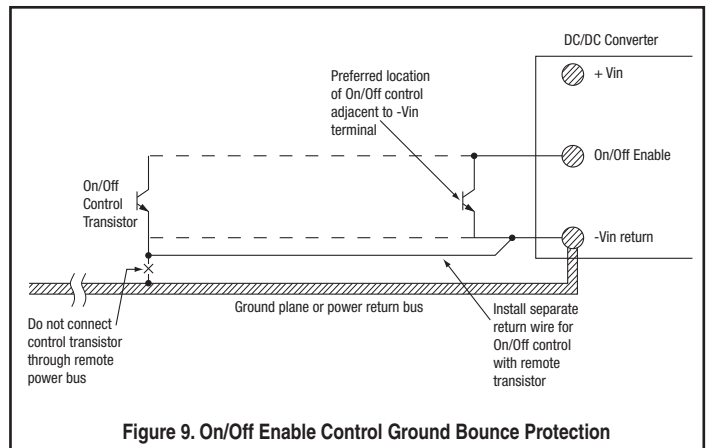 DC/DC Converter
+ Vin
Preferred location
of On/Off control
adjacent to -Vin
terminal
On/Off Enable
On/Off
Control
Transistor
-Vin return
Ground plane or power return bus
Do not connect
control transistor
through remote
power bus
Install separate
return wire for
On/Off control
with remote
transistor
Figure 9. On/Off Enable Control Ground Bounce Protection